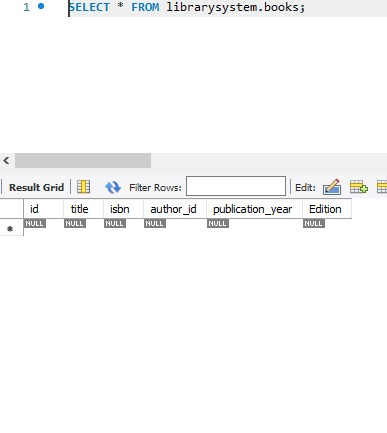 1 SELECT * FROM librarysystem.books;
Result Grid Filter Rows: Edit:
id title isbn author_id publication_year Edition
NULL NULL NULL NULL NULL NULL